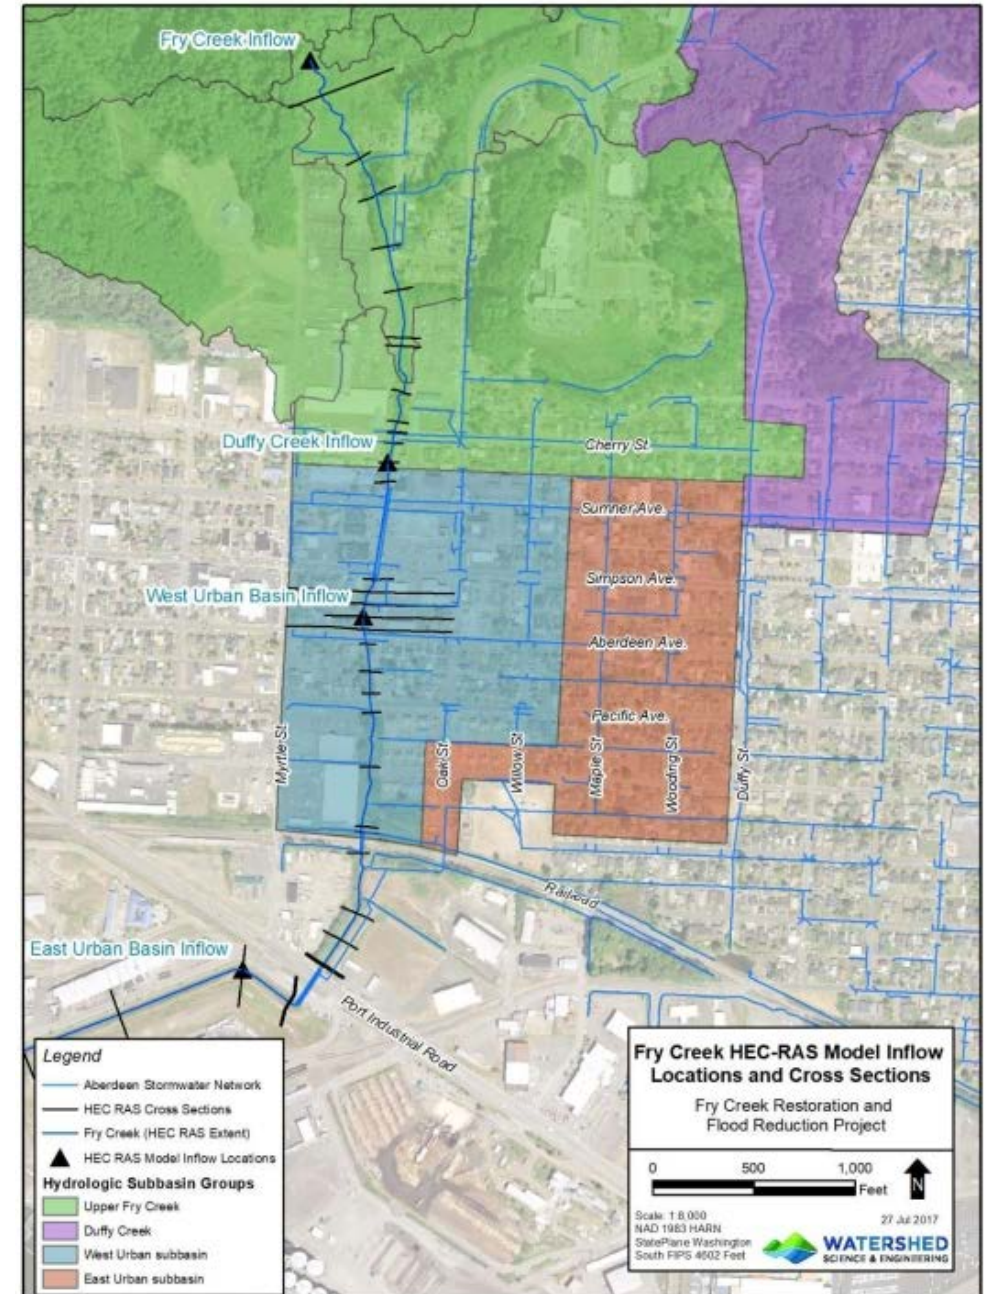 Fry Creek Inflow
Cherry St.
Duffy Creek Inflow
Sumner Ave.
Simpson Ave.
West Urban Basin Inflow
Aberdeen Ave.
Pacific Ave.
Myrtle St
Oak St
Willow St
Maple St
Wooding St
Duffy St
Railroad
East Urban Basin Inflow
Port Industrial Road
Legend
Aberdeen Stormwater Network
HEC RAS Cross Sections
Fry Creek (HEC RAS Extent)
HEC RAS Model Inflow Locations
Hydrologic Subbasin Groups
Upper Fry Creek
Duffy Creek
West Urban subbasin
East Urban subbasin
Fry Creek HEC-RAS Model Inflow
Locations and Cross Sections
Fry Creek Restoration and
Flood Reduction Project
0 500 1,000
Feet
N
Scale: 1:8,000
NAD 1983 HARN
StatePlane Washington
South FIPS 4602 Feet
27 Jul 2017
WATERSHED
SCIENCE & ENGINEERING